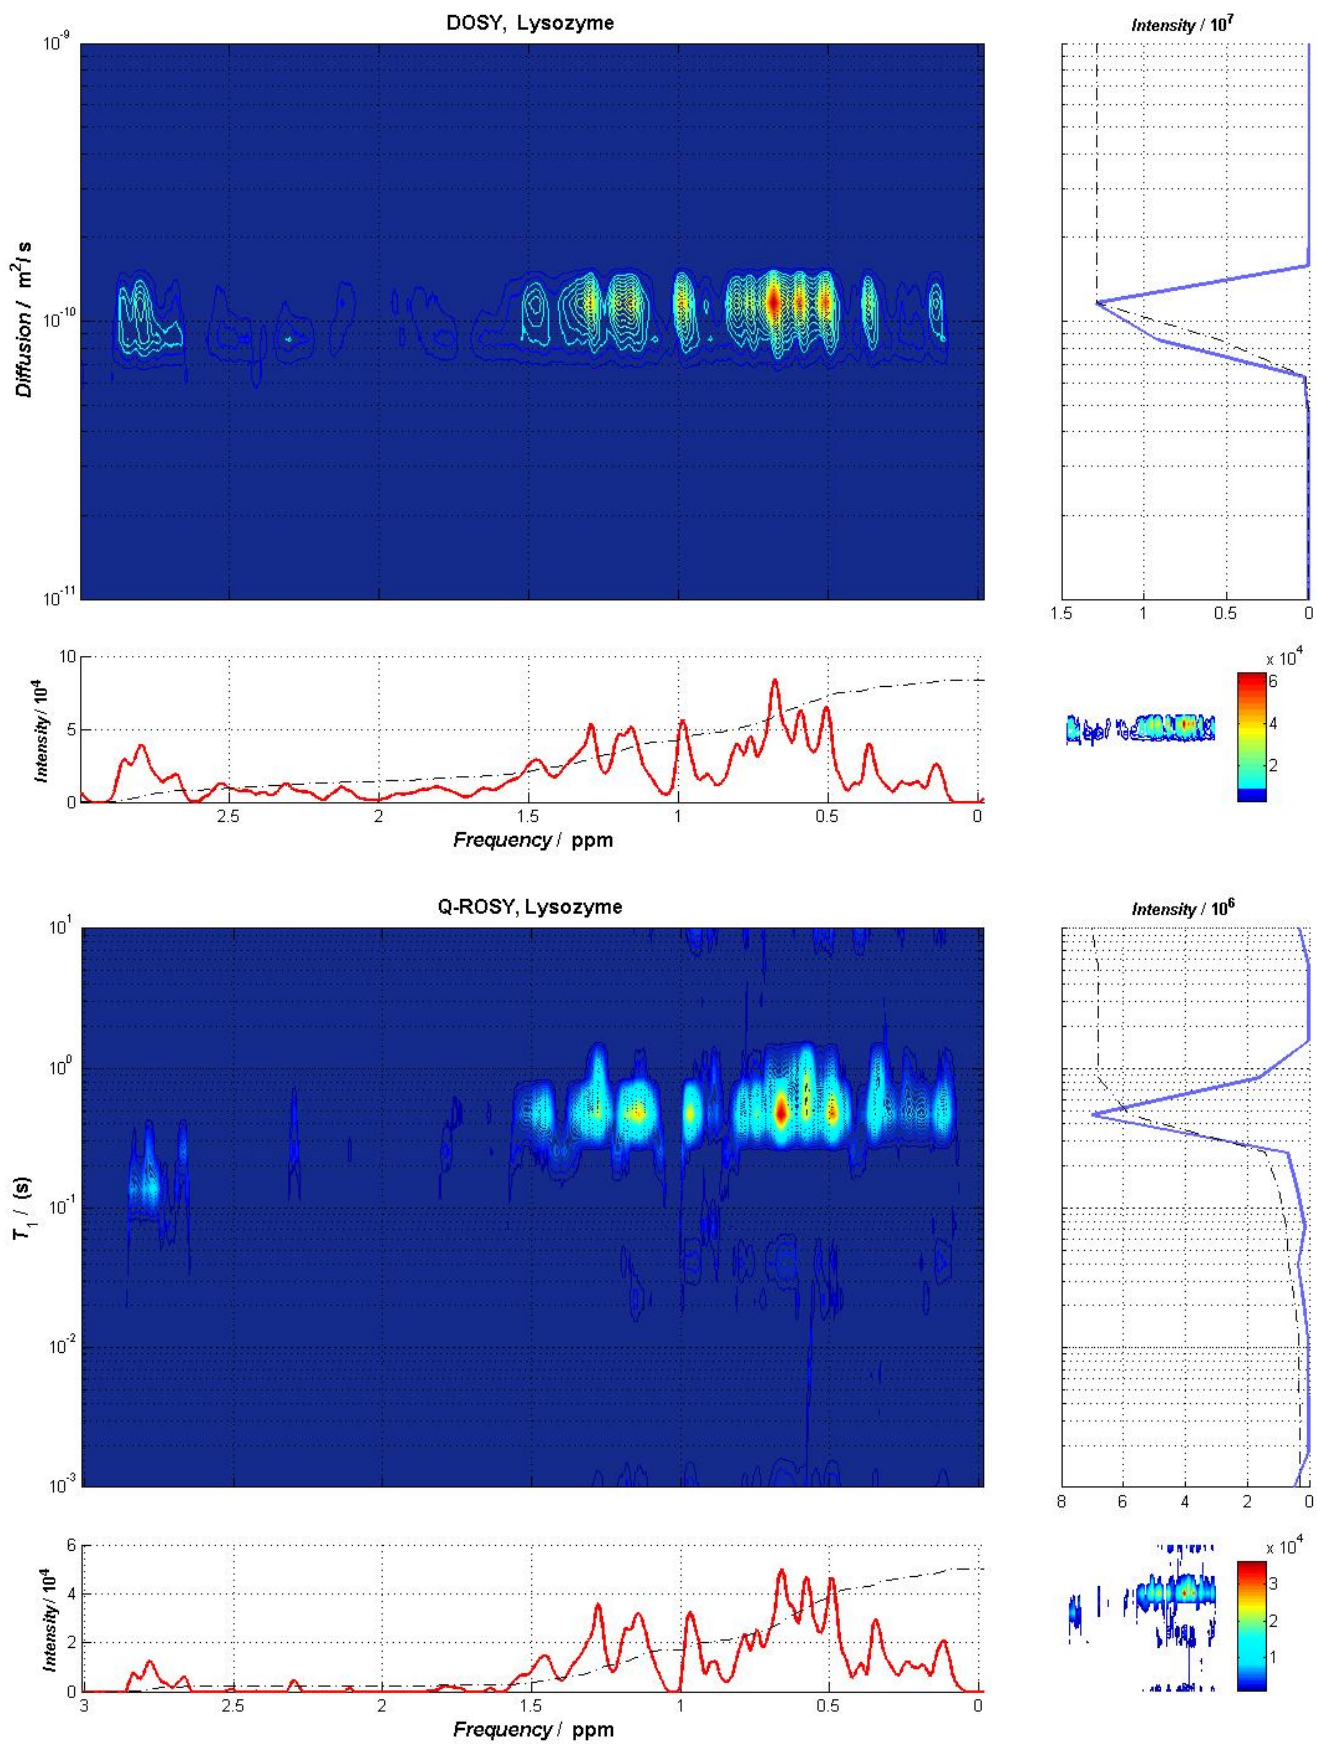 DOSY, Lysozyme
Intensity / 10^7
10^-9
10^-10
10^-11
Diffusion / m^2/ s
1.5 1 0.5 0
10
5
0
Intensity/ 10^4
2.5 2 1.5 1 0.5 0
Frequency / ppm
x 10^4
6
4
2
Q-ROSY, Lysozyme
Intensity / 10^6
10^1
10^0
10^-1
10^-2
10^-3
T_1 / (s)
8 6 4 2 0
6
4
2
0
Intensity/ 10^4
3 2.5 2 1.5 1 0.5 0
Frequency / ppm
x 10^4
3
2
1